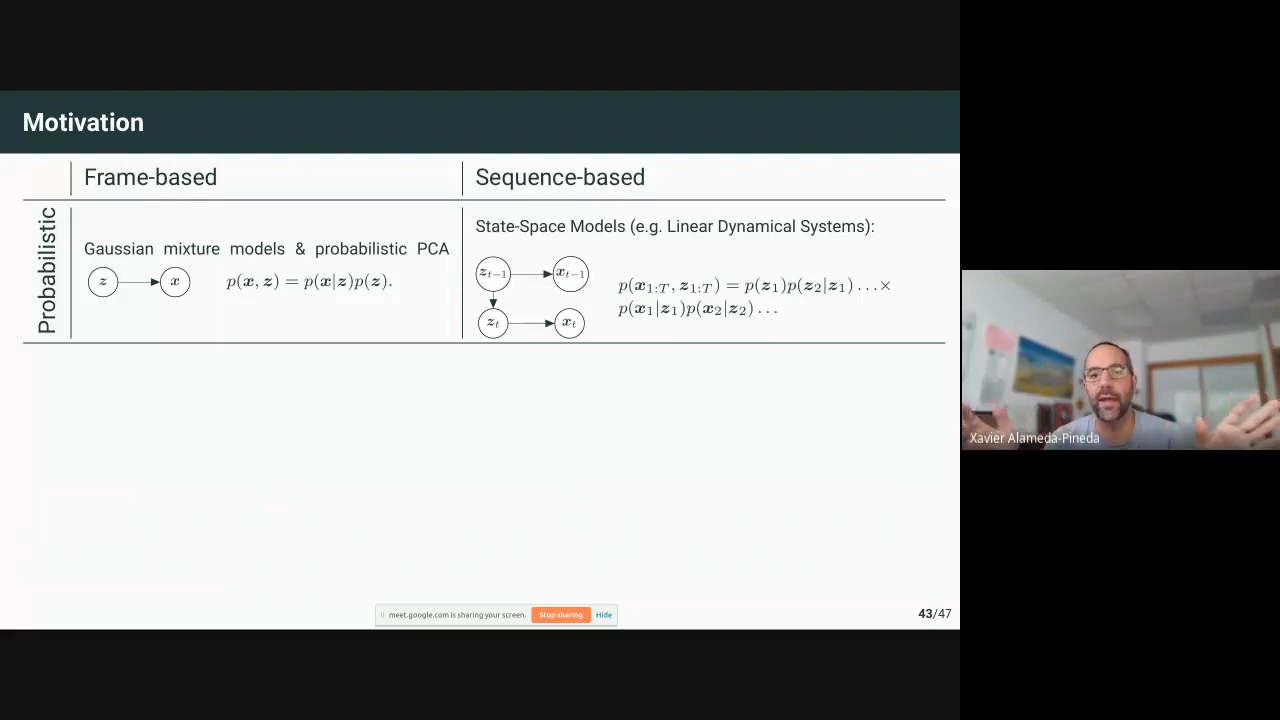 Motivation
Frame-based
Sequence-based
Probabilistic
Gaussian mixture models & probabilistic PCA
z x p(x, z) = p(x|z)p(z).
State-Space Models (e.g. Linear Dynamical Systems):
z_{t−1} x_{t−1}
z_t x_t
p(x_{1:T}, z_{1:T}) = p(z_1)p(z_2|z_1) ...×
p(x_1|z_1)p(x_2|z_2) ...
Xavier Alameda-Pineda
meet.google.com is sharing your screen. Stop sharing Hide
43/47